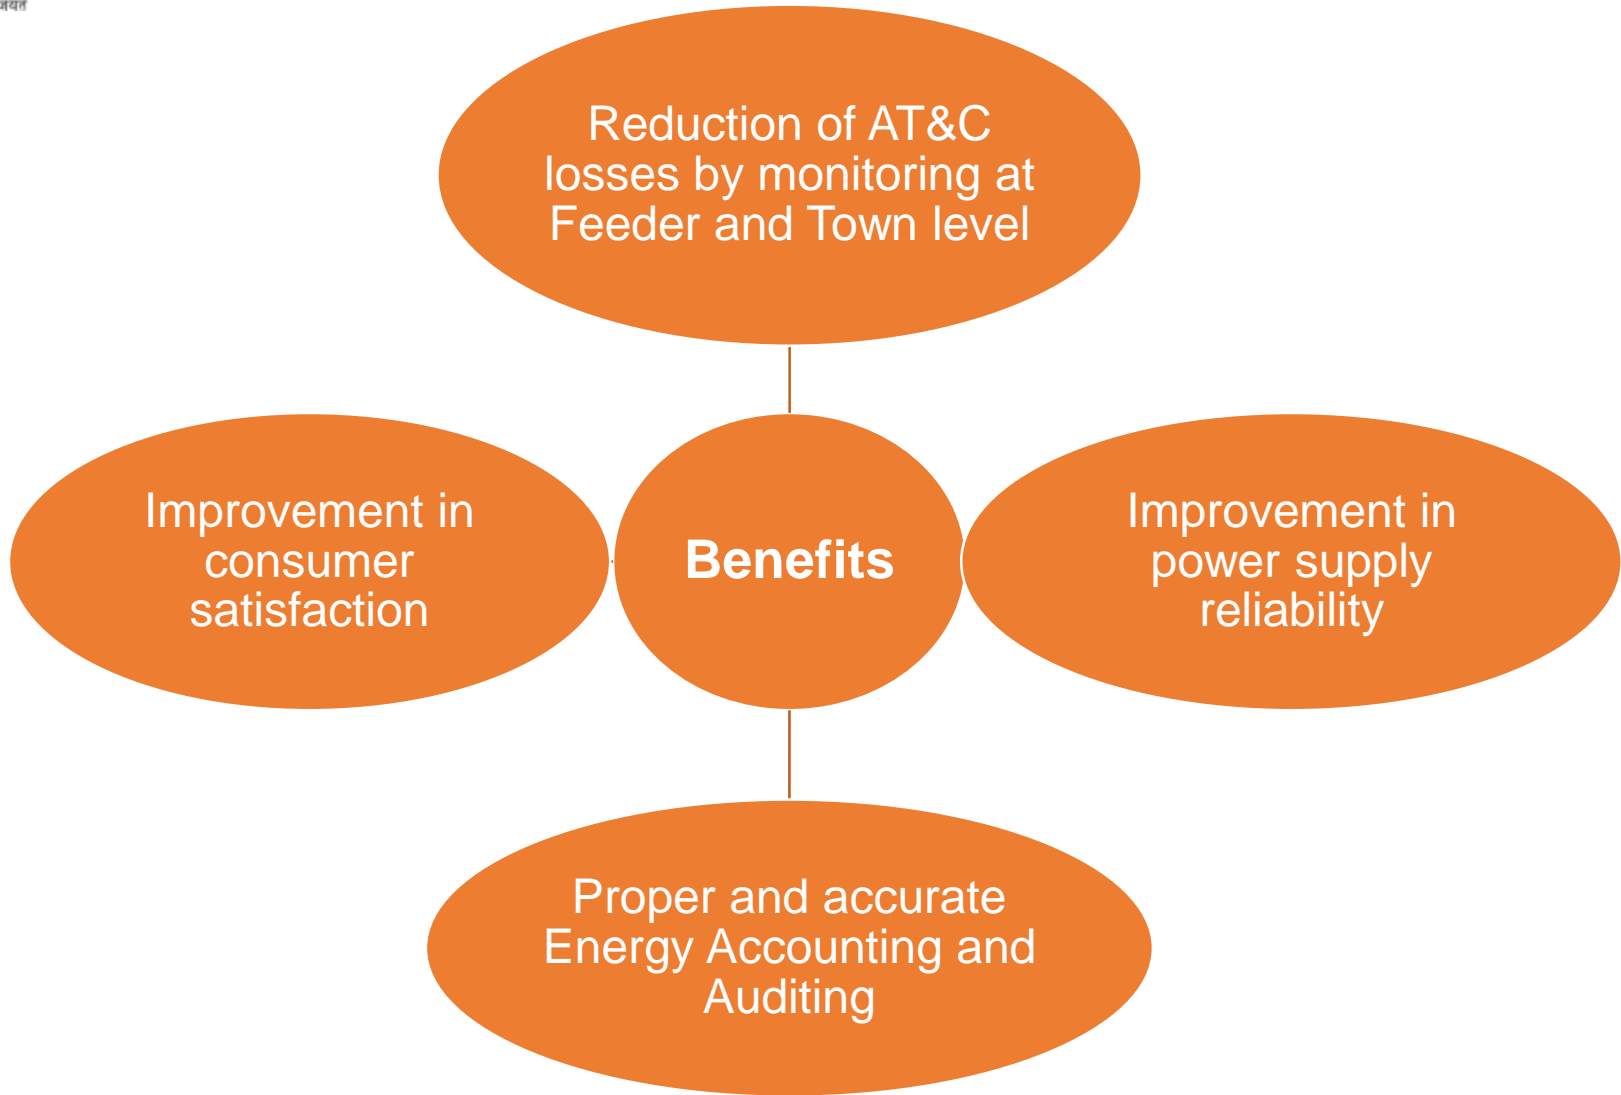 Reduction of AT&C
losses by monitoring at
Feeder and Town level
Improvement in
consumer
satisfaction
Benefits
Improvement in
power supply
reliability
Proper and accurate
Energy Accounting and
Auditing